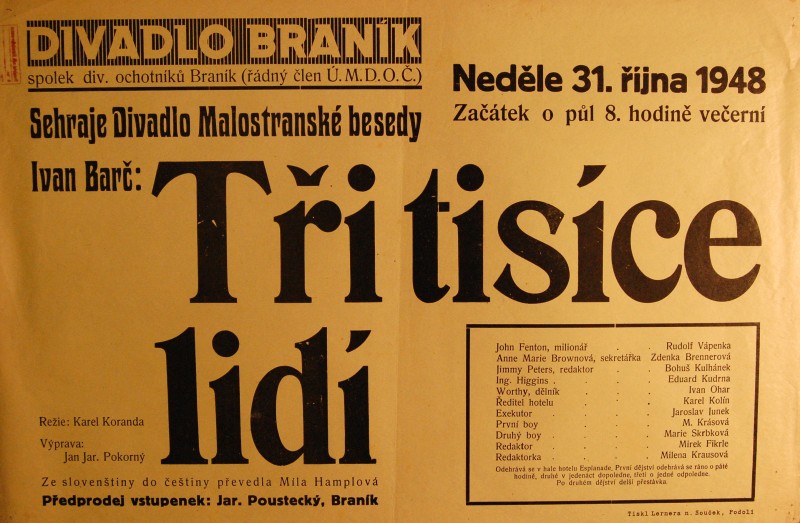 DIVADLO BRANÍK
spolek div. ochotníků Braník (řádný člen Ú.M.D.O.Č.)
Neděle 31. října 1948
Začátek o půl 8. hodině večerní
Sehraje Divadlo Malostranské besedy
Ivan Barč:
Tři tisíce
lidí
Režie: Karel Koranda
Výprava:
Jan Jar. Pokorný
Ze slovenštiny do češtiny převedla Míla Hamplová
Předprodej vstupenek: Jar. Poustecký, Braník
John Fenton, milionář . . Rudolf Vápenka
Anne Marie Brownová, sekretářka Zdenka Brennerová
Jimmy Peters, redaktor . . Bohuš Kulhánek
Ing. Higgins . . . . Eduard Kudrna
Worthy, dělník . . . Ivan Ohar
Ředitel hotelu . . . Karel Kolín
Exekutor . . . Jaroslav Junek
První boy . . . M. Krásová
Druhý boy . . . Marie Skrbková
Redaktor . . . Mirek Fikrle
Redaktorka . . . Milena Krausová
Odehrává se v hale hotelu Esplanade, První dějství odehrává se ráno o páté
hodině, druhé v jedenáct dopoledne, třetí o jedné odpoledne.
Po druhém dějství delší přestávka.
Tiskl Lernera n. Souček, Podolí